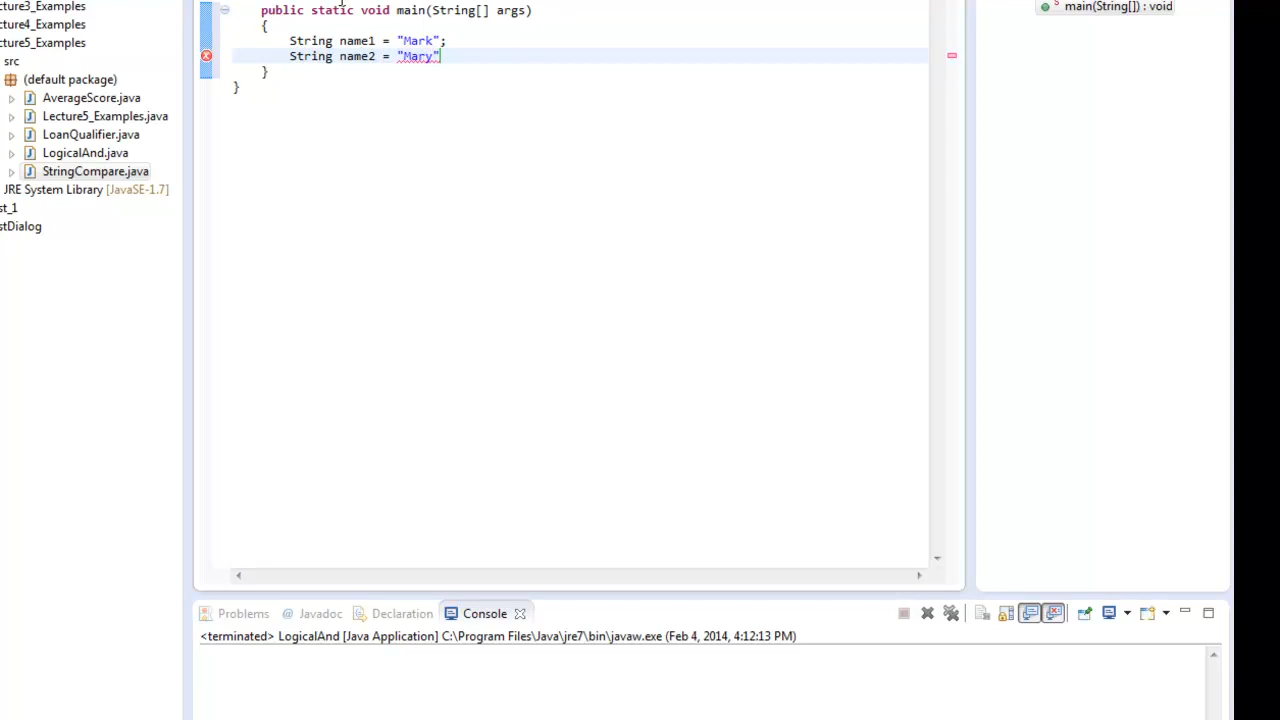 cture3_Examples
cture4_Examples
cture5_Examples
src
(default package)
AverageScore.java
Lecture5_Examples.java
LoanQualifier.java
LogicalAnd.java
StringCompare.java
JRE System Library [JavaSE-1.7]
st_1
stDialog
public static void main(String[] args)
{
String name1 = "Mark";
String name2 = "Mary"
}
}
main(String[]) : void
Problems @ Javadoc Declaration Console
<terminated> LogicalAnd [Java Application] C:\Program Files\Java\jre7\bin\javaw.exe (Feb 4, 2014, 4:12:13 PM)